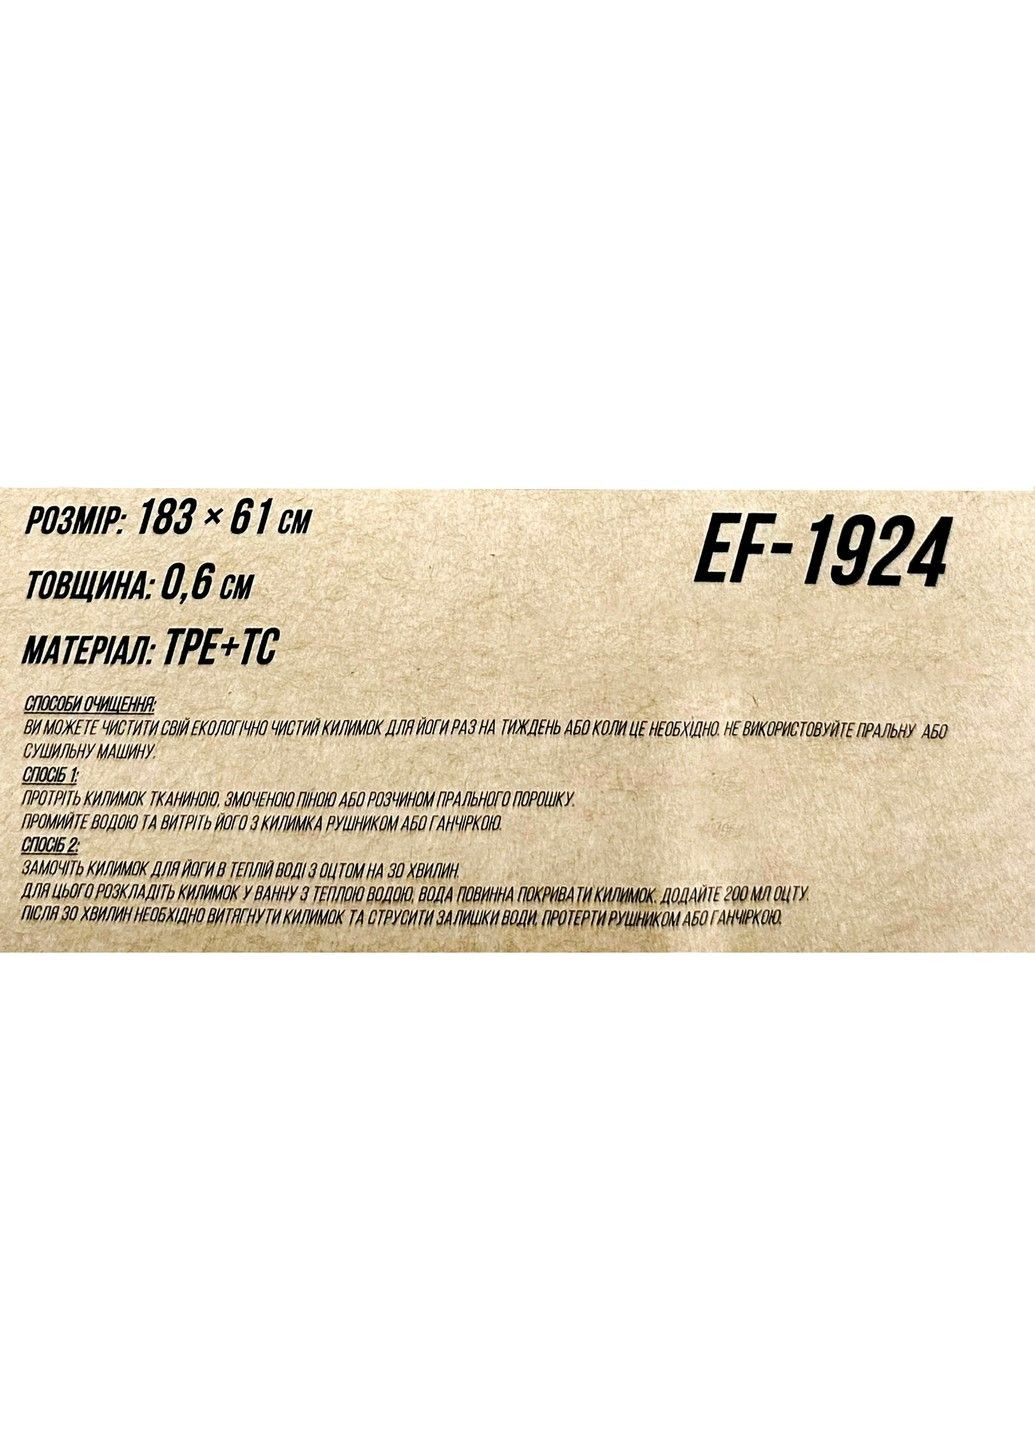 РОЗМІР: 183 × 61 СМ
EF-1924
ТОВЩИНА: 0,6 СМ
МАТЕРІАЛ: TPE+TC
СПОСОБИ ОЧИЩЕННЯ:
ВИ МОЖЕТЕ ЧИСТИТИ СВІЙ ЕКОЛОГІЧНО ЧИСТИЙ КИЛИМОК ДЛЯ ЙОГИ РАЗ НА ТИЖДЕНЬ АБО КОЛИ ЦЕ НЕОБХІДНО. НЕ ВИКОРИСТОВУЙТЕ ПРАЛЬНУ АБО
СУШИЛЬНУ МАШИНУ.
СПОСІБ 1:
ПРОТРІТЬ КИЛИМОК ТКАНИНОЮ, ЗМОЧЕНОЮ ПІНОЮ АБО РОЗЧИНОМ ПРАЛЬНОГО ПОРОШКУ.
ПРОМИЙТЕ ВОДОЮ ТА ВИТРІТЬ ЙОГО З КИЛИМКА РУШНИКОМ АБО ГАНЧІРКОЮ.
СПОСІБ 2:
ЗАМОЧІТЬ КИЛИМОК ДЛЯ ЙОГИ В ТЕПЛІЙ ВОДІ З ОЦТОМ НА 30 ХВИЛИН.
ДЛЯ ЦЬОГО РОЗКЛАДІТЬ КИЛИМОК У ВАННУ З ТЕПЛОЮ ВОДОЮ, ВОДА ПОВИННА ПОКРИВАТИ КИЛИМОК. ДОДАЙТЕ 200 МЛ ОЦТУ.
ПІСЛЯ 30 ХВИЛИН НЕОБХІДНО ВИТЯГНУТИ КИЛИМОК ТА СТРУСИТИ ЗАЛИШКИ ВОДИ, ПРОТЕРТИ РУШНИКОМ АБО ГАНЧІРКОЮ.